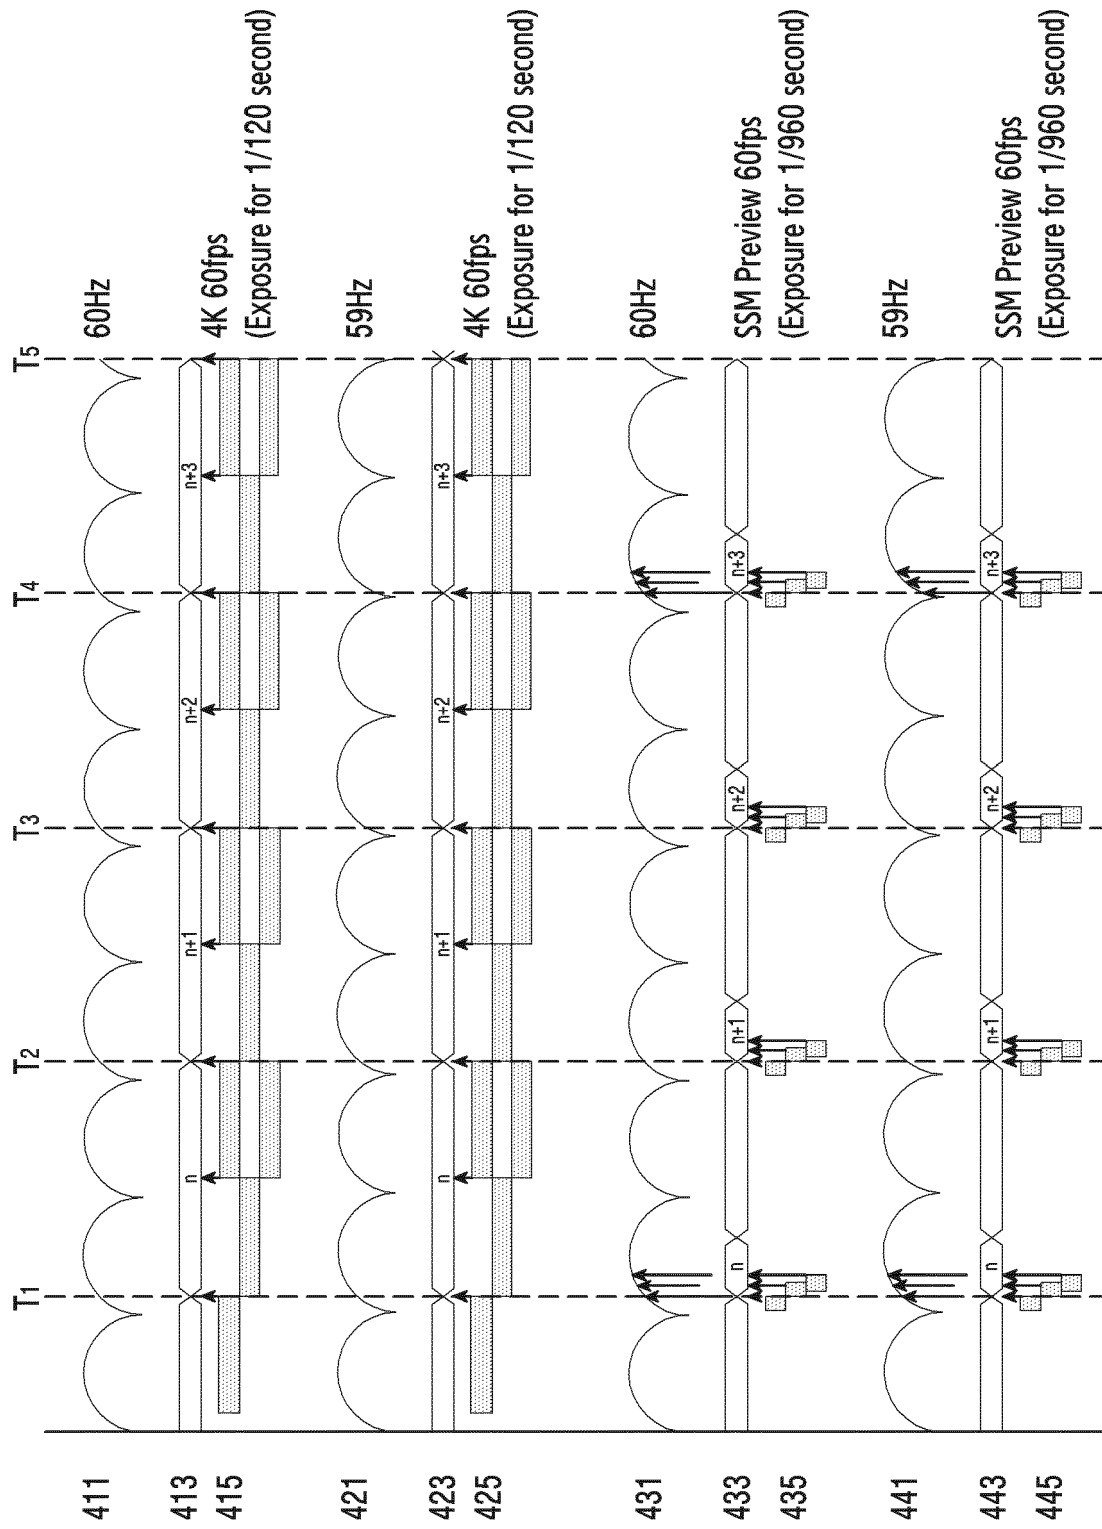 T1 T2 T3 T4 T5
411 60Hz
413 n n+1 n+2 n+3
415 4K 60fps
(Exposure for 1/120 second)
421 59Hz
423 n n+1 n+2 n+3
425 4K 60fps
(Exposure for 1/120 second)
431 60Hz
433 n n+1 n+2 n+3 SSM Preview 60fps
435 (Exposure for 1/960 second)
441 59Hz
443 n n+1 n+2 n+3 SSM Preview 60fps
445 (Exposure for 1/960 second)